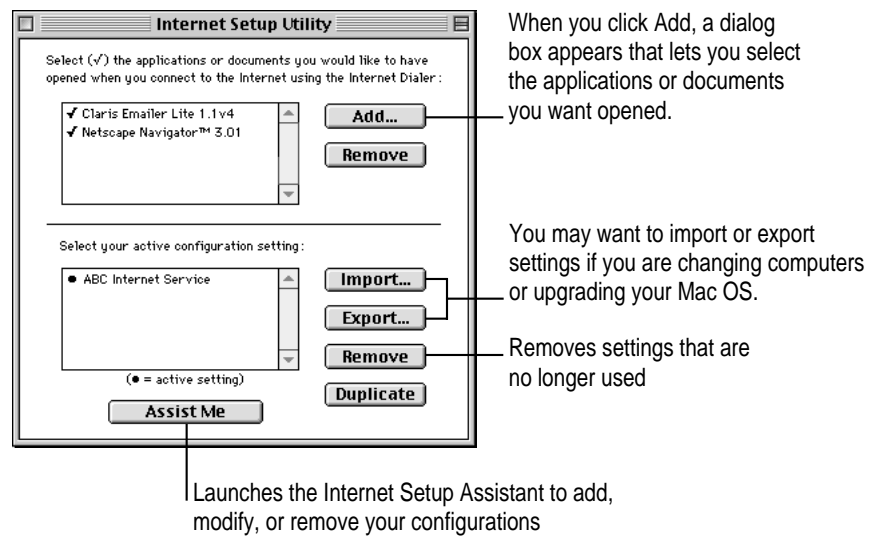 Internet Setup Utility
Select (√) the applications or documents you would like to have
opened when you connect to the Internet using the Internet Dialer:
√ Claris Emailer Lite 1.1v4
√ Netscape Navigator™ 3.01
Add...
Remove
When you click Add, a dialog
box appears that lets you select
the applications or documents
you want opened.
Select your active configuration setting:
● ABC Internet Service
(● = active setting)
Import...
Export...
Remove
Duplicate
Assist Me
You may want to import or export
settings if you are changing computers
or upgrading your Mac OS.
Removes settings that are
no longer used
Launches the Internet Setup Assistant to add,
modify, or remove your configurations